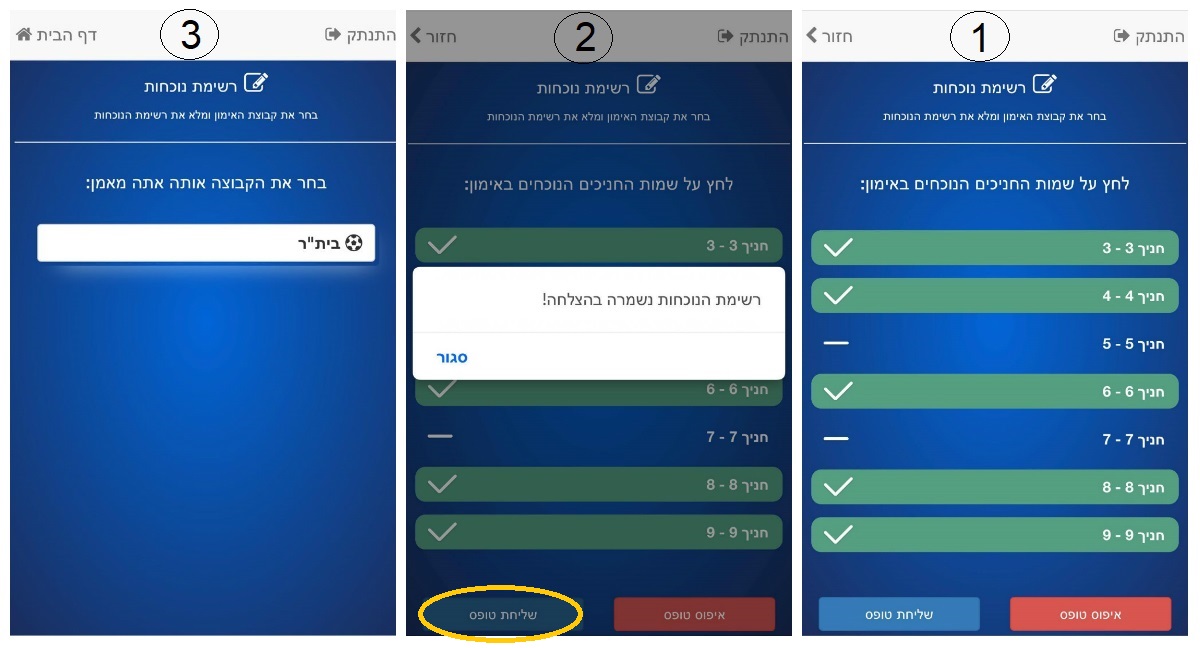 1
התנתק
חזור
רשימת נוכחות
בחר את קבוצת האימון ומלא את רשימת הנוכחות
לחץ על שמות החניכים הנוכחים באימון:
חניך 3 - 3
חניך 4 - 4
חניך 5 - 5
חניך 6 - 6
חניך 7 - 7
חניך 8 - 8
חניך 9 - 9
איפוס טופס
שליחת טופס
2
התנתק
חזור
רשימת נוכחות
בחר את קבוצת האימון ומלא את רשימת הנוכחות
לחץ על שמות החניכים הנוכחים באימון:
חניך 3 - 3
רשימת הנוכחות נשמרה בהצלחה!
סגור
חניך 6 - 6
חניך 7 - 7
חניך 8 - 8
חניך 9 - 9
איפוס טופס
שליחת טופס
3
התנתק
דף הבית
רשימת נוכחות
בחר את קבוצת האימון ומלא את רשימת הנוכחות
בחר את הקבוצה אותה אתה מאמן:
בית"ר